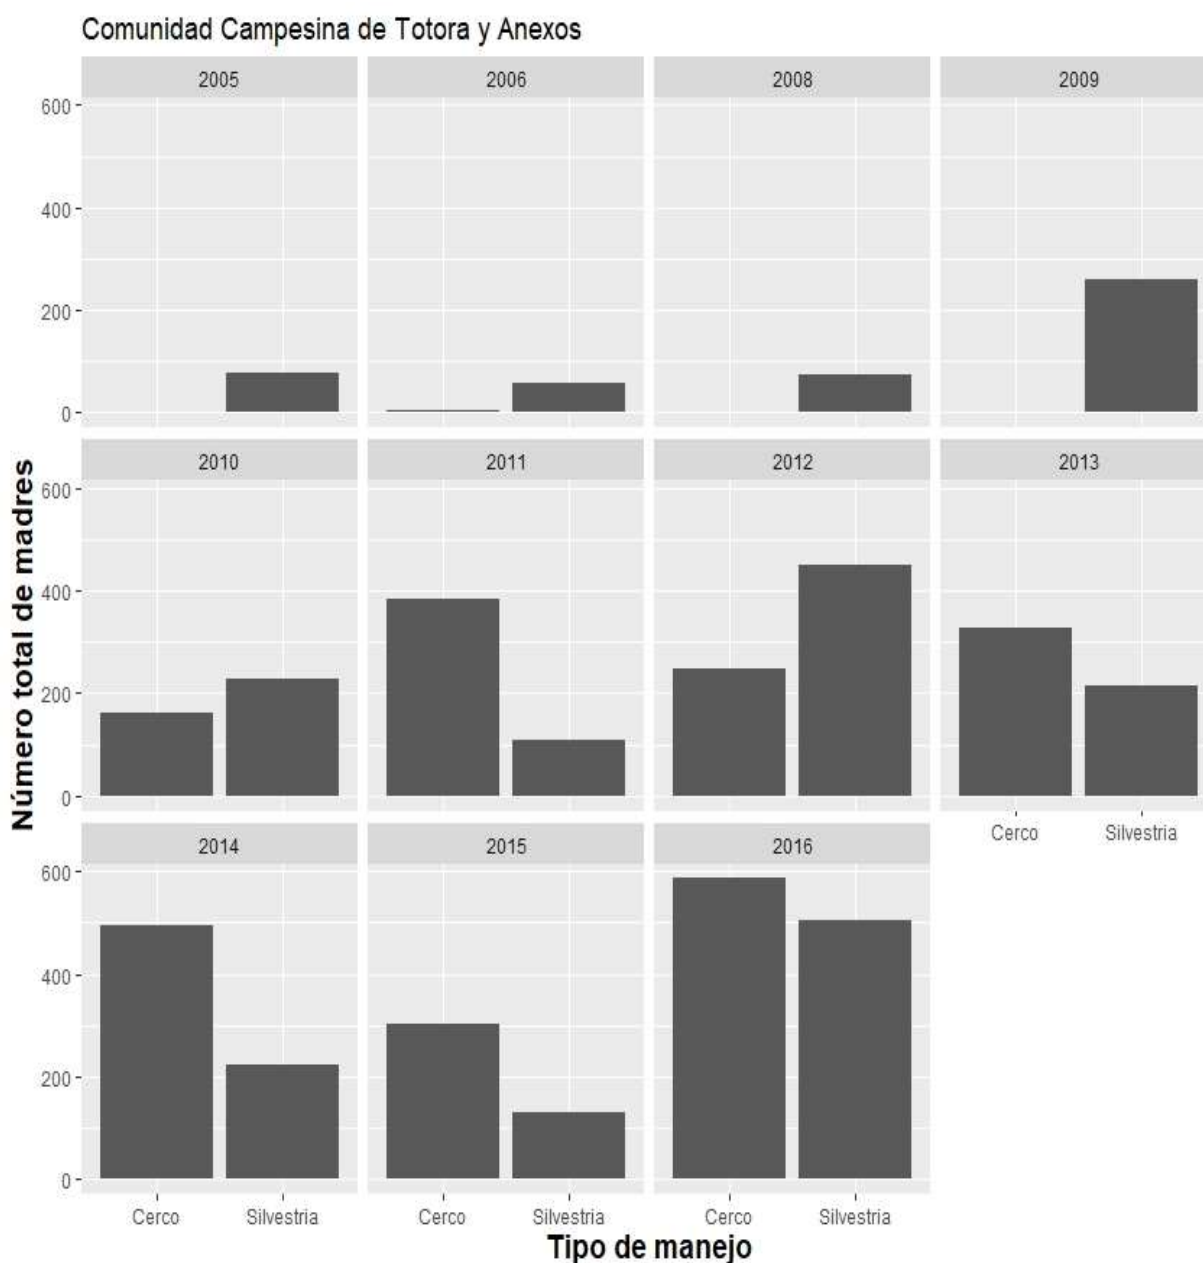 Comunidad Campesina de Totora y Anexos
2005 2006 2008 2009
600
400
200
0
2010 2011 2012 2013
600
400
200
0
Cerco Silvestria
2014 2015 2016
600
400
200
0
Cerco Silvestria Cerco Silvestria Cerco Silvestria
Tipo de manejo
Número total de madres